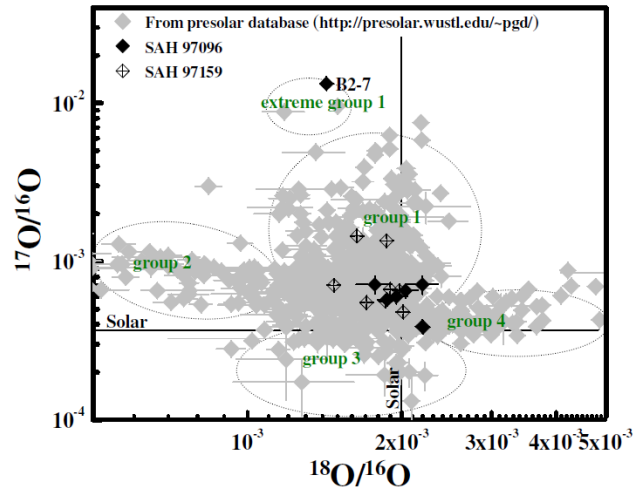 From presolar database (http://presolar.wustl.edu/~pgd/)
SAH 97096
SAH 97159
B2-7
extreme group 1
group 1
group 2
group 3
group 4
Solar
Solar
10⁻²
10⁻³
10⁻⁴
¹⁷O/¹⁶O
10⁻³ 2x10⁻³ 3x10⁻³ 4x10⁻³ 5x10⁻³
¹⁸O/¹⁶O